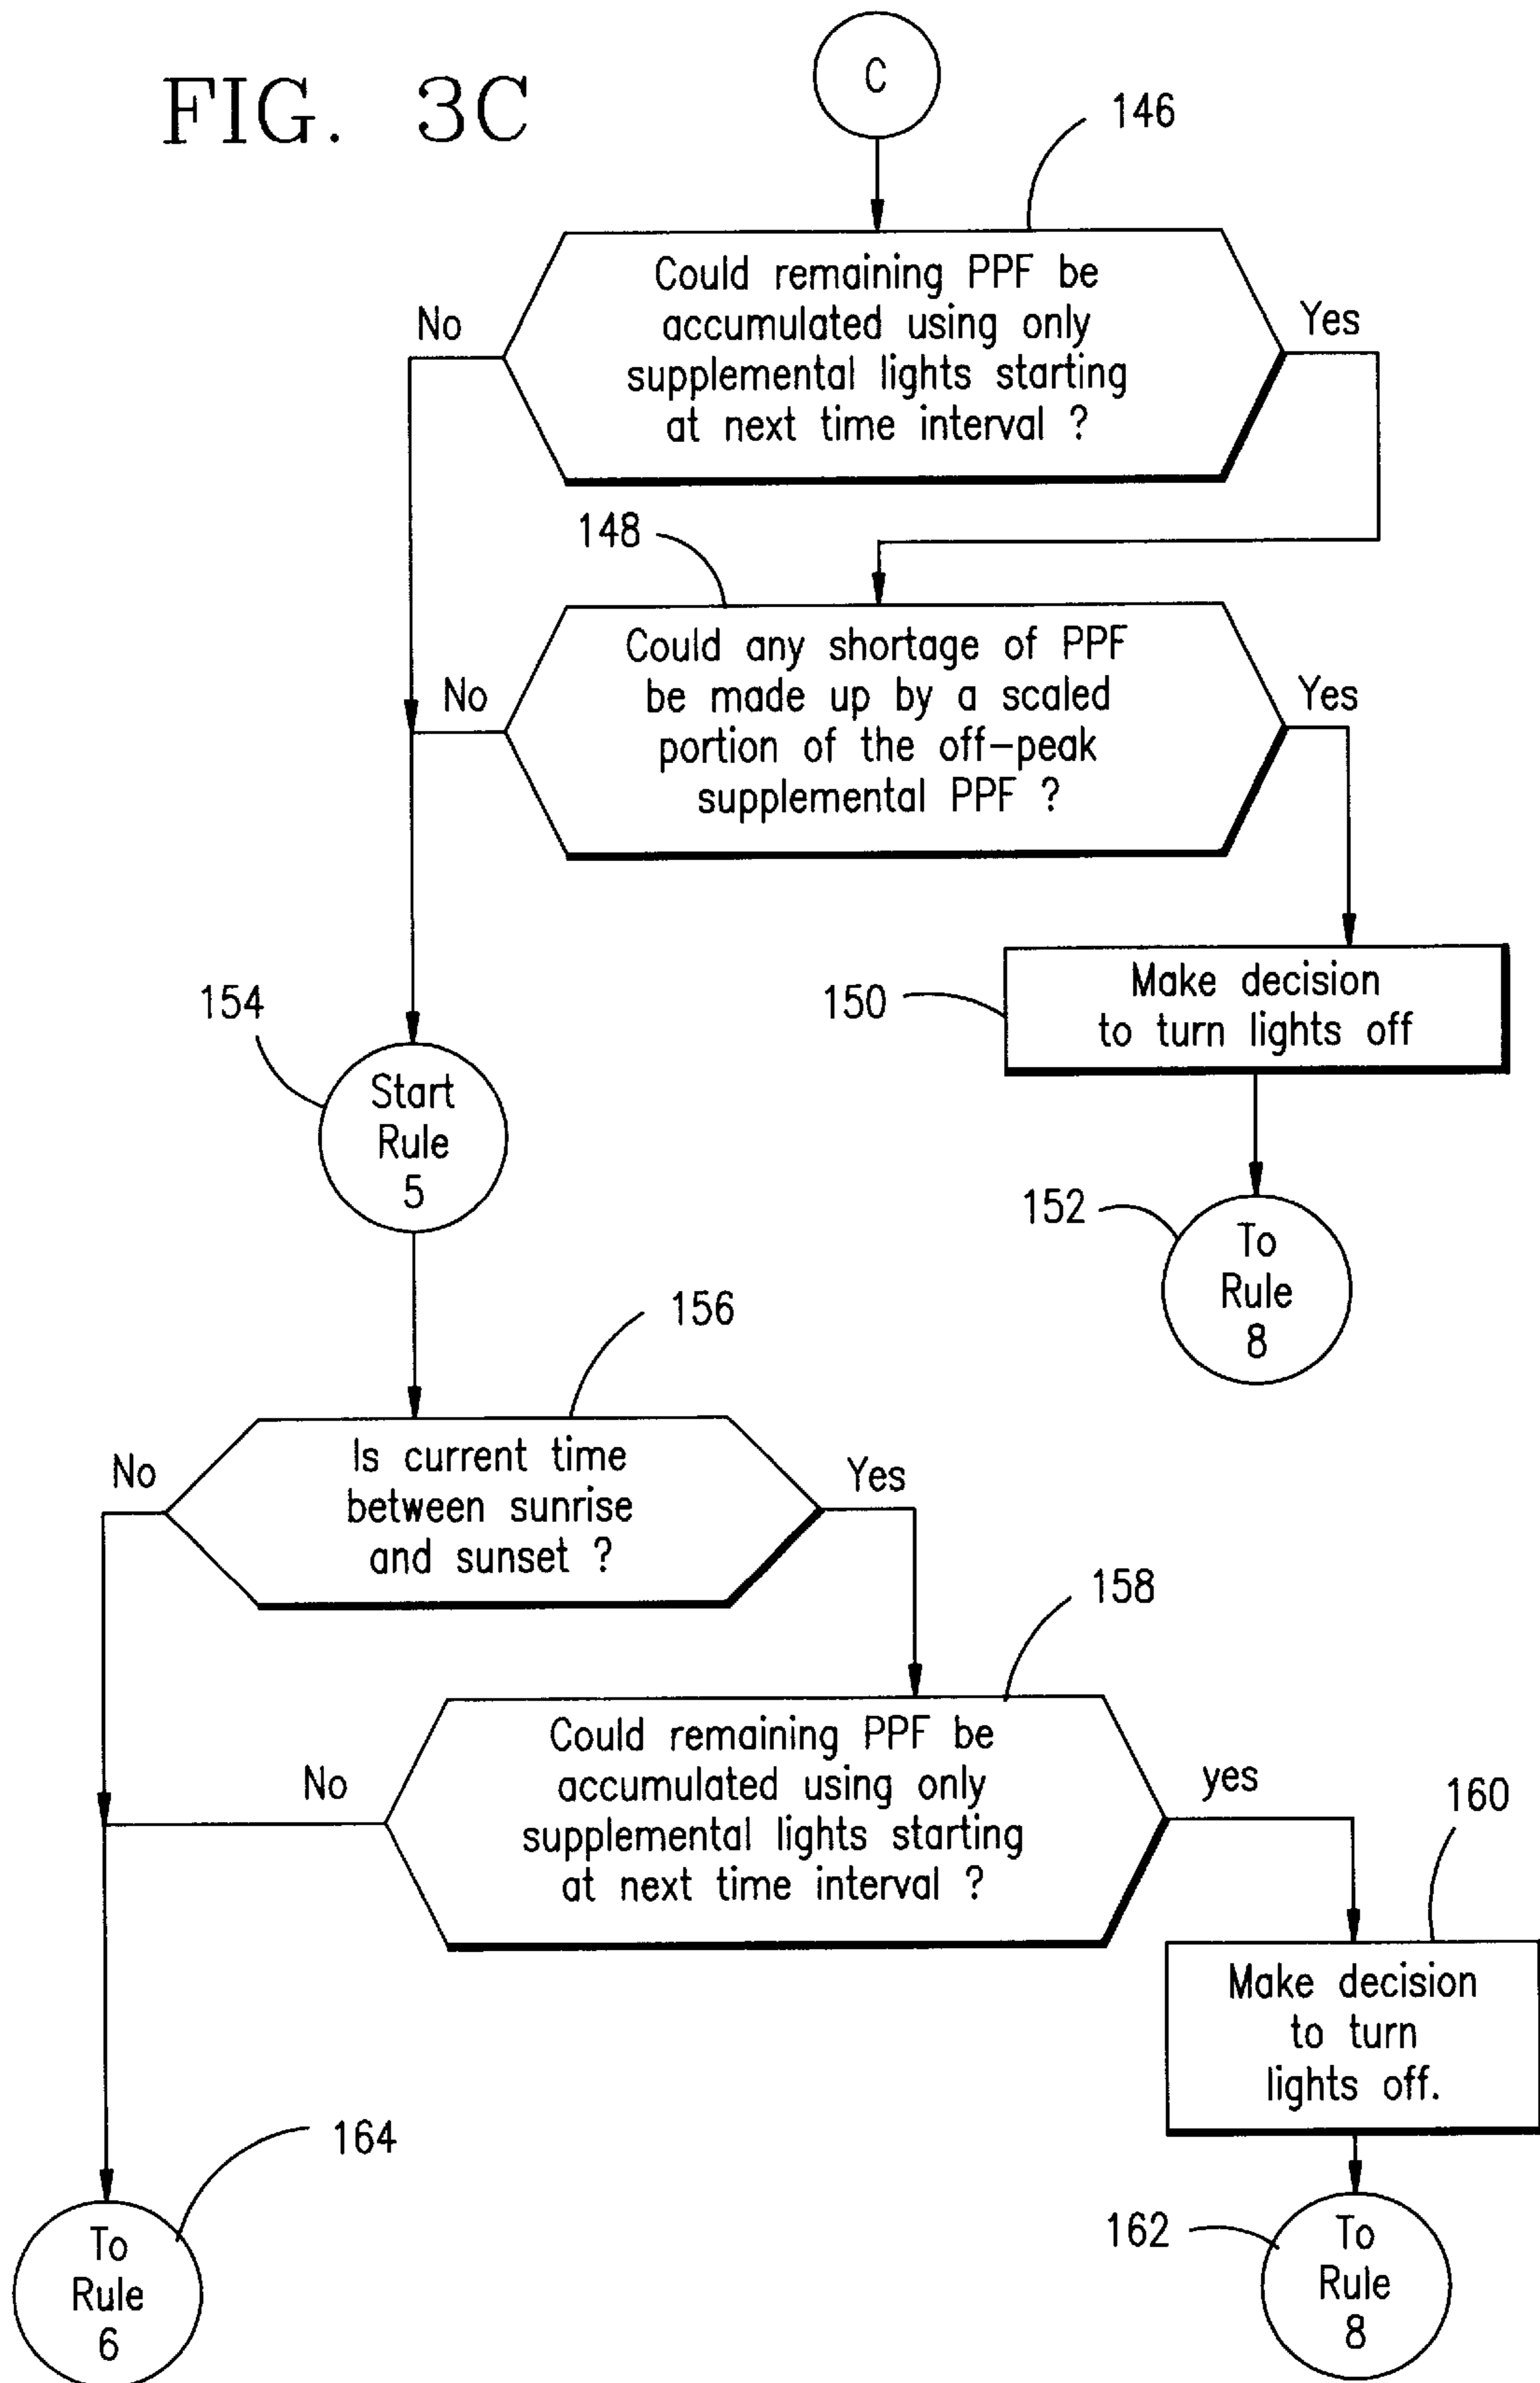 FIG. 3C
C
146
Could remaining PPF be
accumulated using only
supplemental lights starting
at next time interval ?
No
Yes
148
Could any shortage of PPF
be made up by a scaled
portion of the off-peak
supplemental PPF ?
No
Yes
150
Make decision
to turn lights off
154
Start
Rule
5
152
To
Rule
8
156
Is current time
between sunrise
and sunset ?
No
Yes
158
Could remaining PPF be
accumulated using only
supplemental lights starting
at next time interval ?
No
yes
160
Make decision
to turn
lights off.
164
To
Rule
6
162
To
Rule
8